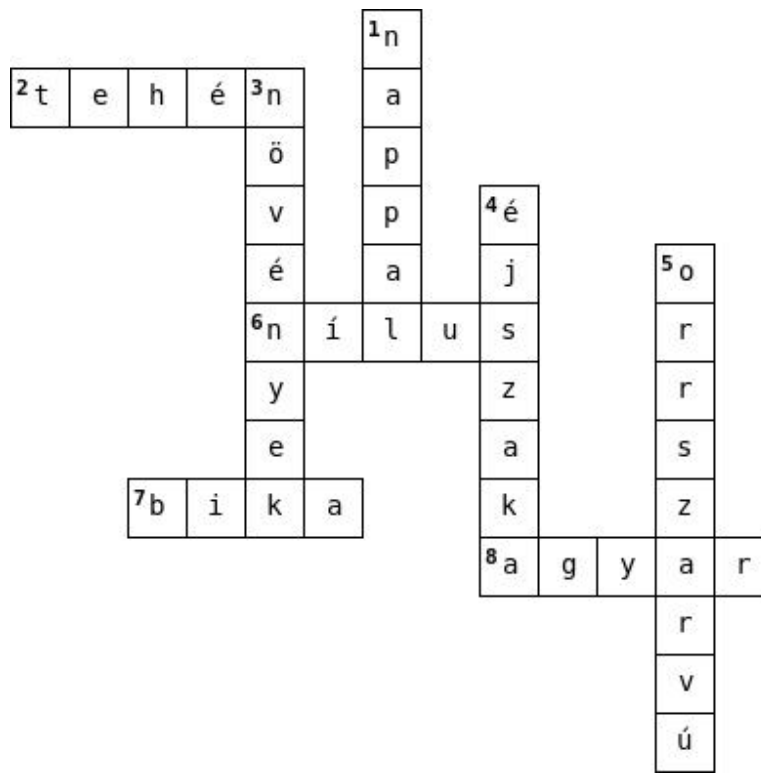 1n
2t e h é 3n a
ö p
v p 4é
é a j 5o
6n í l u s r
y z r
e a s
7b i k a k z
8a g y a r
r
v
ú